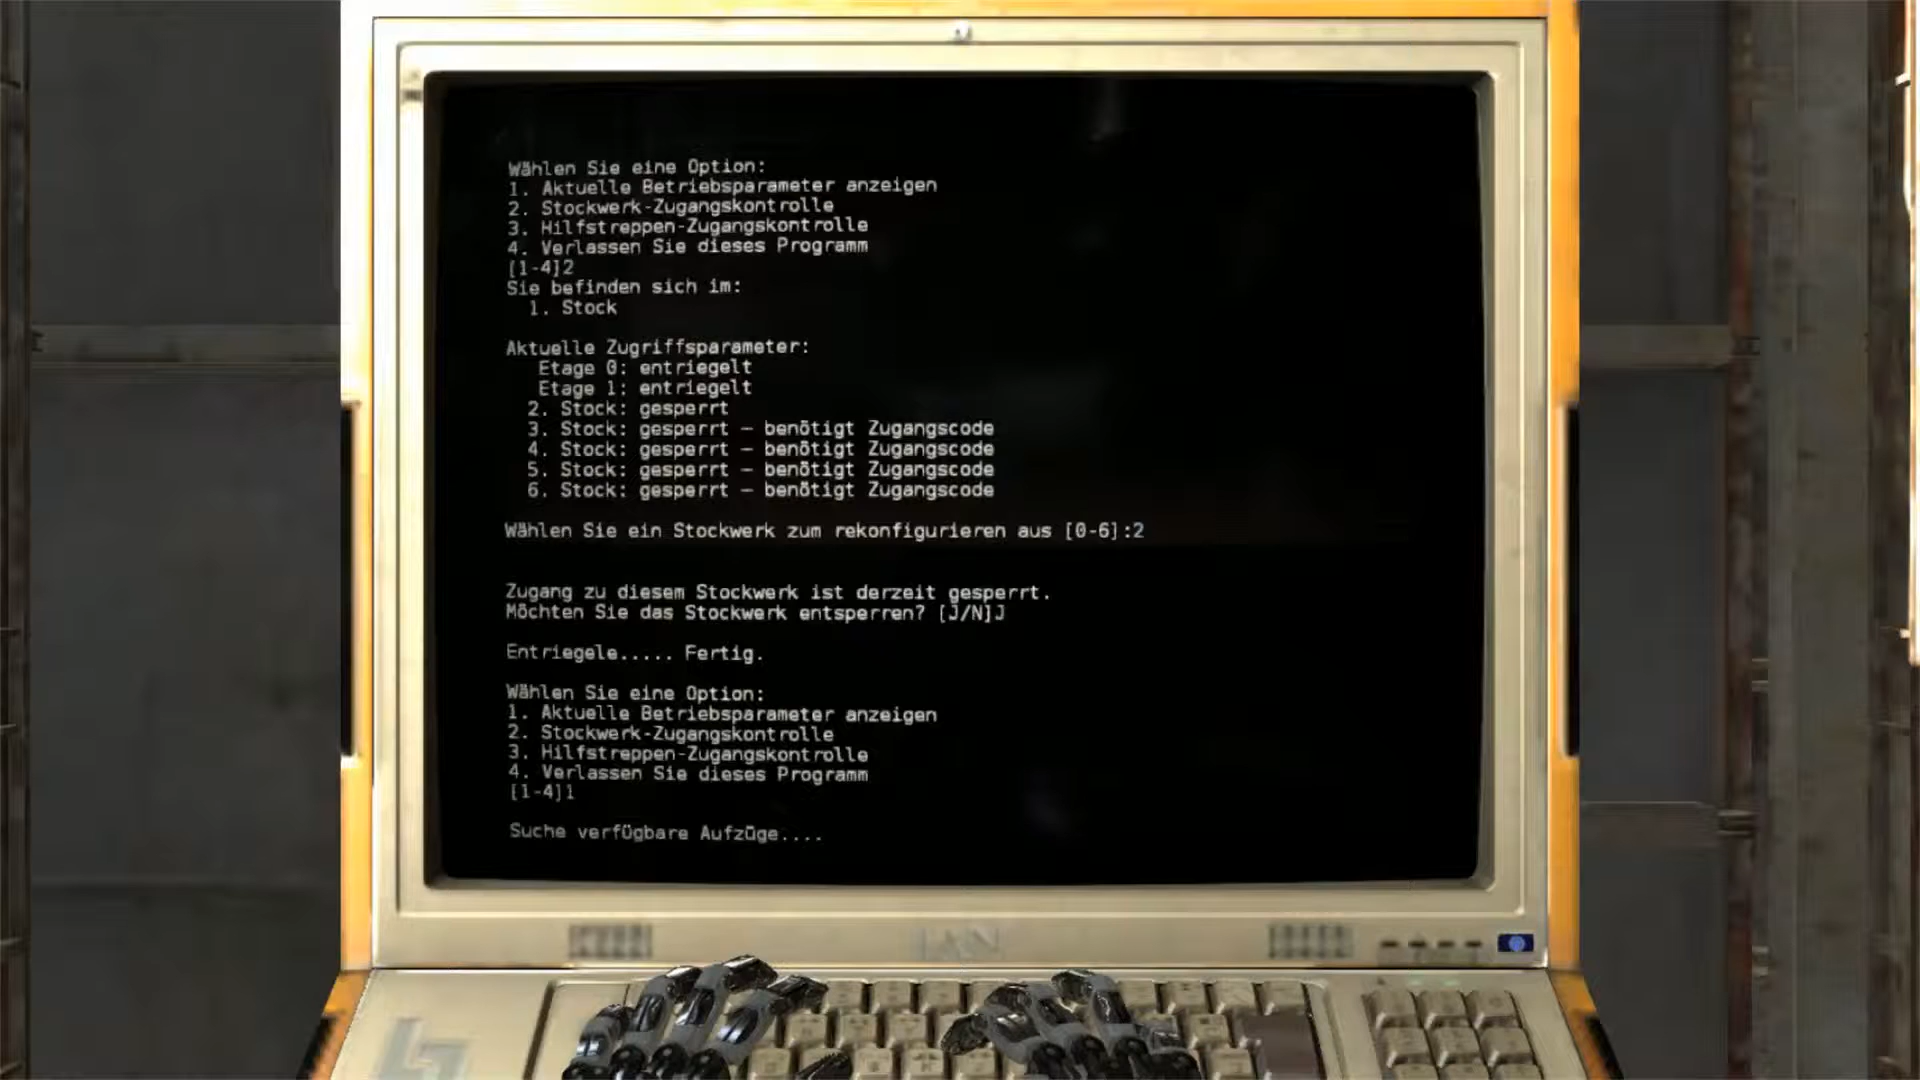 Wählen Sie eine Option:
1. Aktuelle Betriebsparameter anzeigen
2. Stockwerk-Zugangskontrolle
3. Hilfstreppen-Zugangskontrolle
4. Verlassen Sie dieses Programm
[1-4]2
Sie befinden sich im:
1. Stock
Aktuelle Zugriffsparameter:
Etage 0: entriegelt
Etage 1: entriegelt
2. Stock: gesperrt
3. Stock: gesperrt – benötigt Zugangscode
4. Stock: gesperrt – benötigt Zugangscode
5. Stock: gesperrt – benötigt Zugangscode
6. Stock: gesperrt – benötigt Zugangscode
Wählen Sie ein Stockwerk zum rekonfigurieren aus [0-6]:2
Zugang zu diesem Stockwerk ist derzeit gesperrt.
Möchten Sie das Stockwerk entsperren? [J/N]J
Entriegele..... Fertig.
Wählen Sie eine Option:
1. Aktuelle Betriebsparameter anzeigen
2. Stockwerk-Zugangskontrolle
3. Hilfstreppen-Zugangskontrolle
4. Verlassen Sie dieses Programm
[1-4]1
Suche verfügbare Aufzüge....